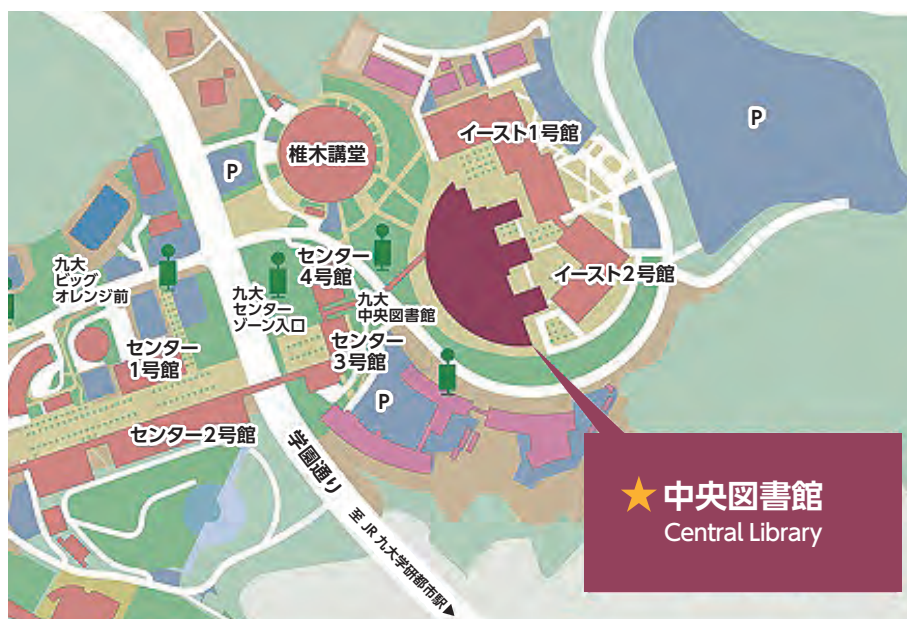 イースト1号館
P
椎木講堂
P
センター
4号館
イースト2号館
九大
ビッグ
オレンジ前
九大
センター
ゾーン入口
九大
中央図書館
センター
1号館
センター
3号館
P
センター2号館
学園通り
至 JR 九大学研都市駅▶
★ 中央図書館
Central Library